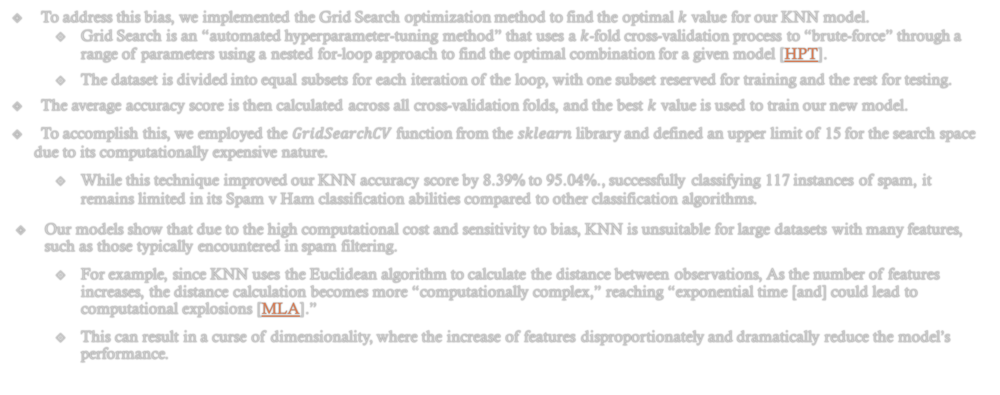 To address this bias, we implemented the Grid Search optimization method to find the optimal k value for our KNN model.
Grid Search is an “automated hyperparameter-tuning method” that uses a k-fold cross-validation process to “brute-force” through a
range of parameters using a nested for-loop approach to find the optimal combination for a given model [HPT].
The dataset is divided into equal subsets for each iteration of the loop, with one subset reserved for training and the rest for testing.
The average accuracy score is then calculated across all cross-validation folds, and the best k value is used to train our new model.
To accomplish this, we employed the GridSearchCV function from the sklearn library and defined an upper limit of 15 for the search space
due to its computationally expensive nature.
While this technique improved our KNN accuracy score by 8.39% to 95.04%., successfully classifying 117 instances of spam, it
remains limited in its Spam v Ham classification abilities compared to other classification algorithms.
Our models show that due to the high computational cost and sensitivity to bias, KNN is unsuitable for large datasets with many features,
such as those typically encountered in spam filtering.
For example, since KNN uses the Euclidean algorithm to calculate the distance between observations, As the number of features
increases, the distance calculation becomes more “computationally complex,” reaching “exponential time [and] could lead to
computational explosions [MLA].”
This can result in a curse of dimensionality, where the increase of features disproportionately and dramatically reduce the model’s
performance.